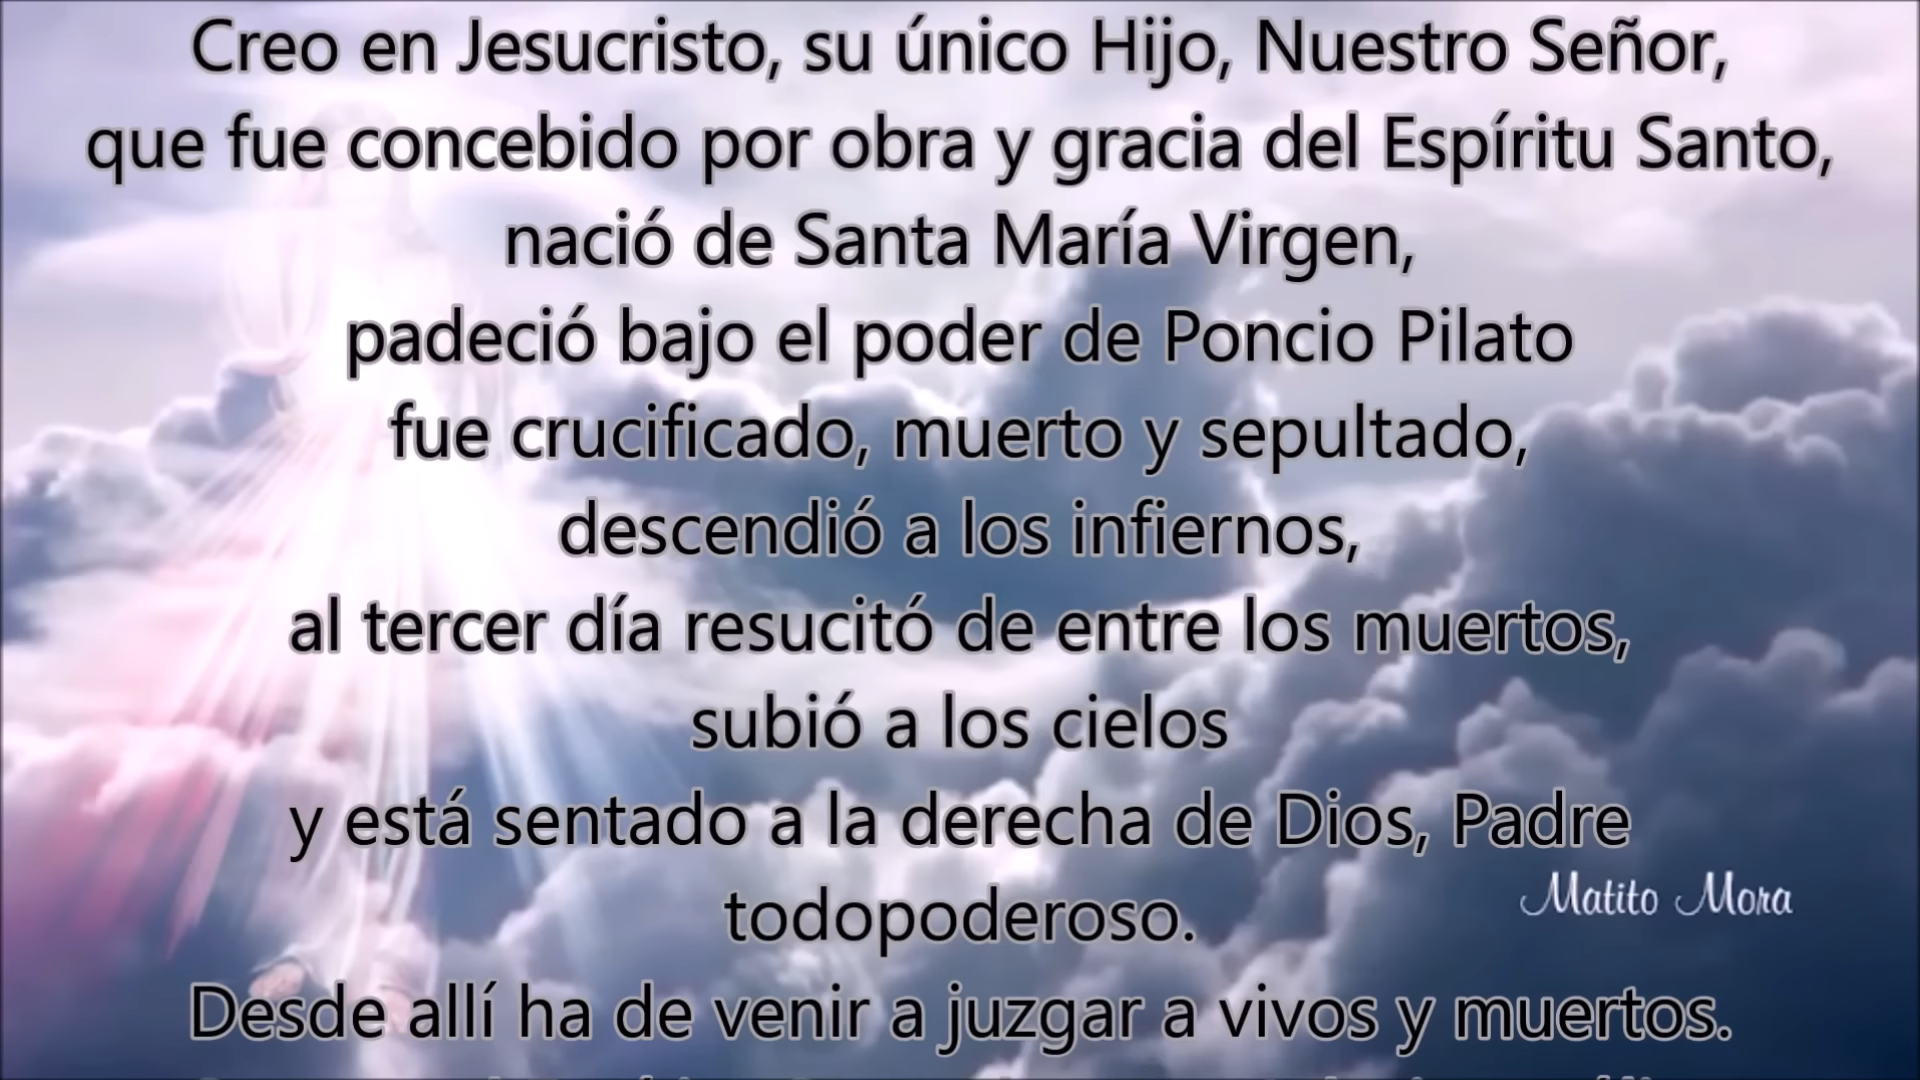 Creo en Jesucristo, su único Hijo, Nuestro Señor,
que fue concebido por obra y gracia del Espíritu Santo,
nació de Santa María Virgen,
padeció bajo el poder de Poncio Pilato
fue crucificado, muerto y sepultado,
descendió a los infiernos,
al tercer día resucitó de entre los muertos,
subió a los cielos
y está sentado a la derecha de Dios, Padre
todopoderoso.
Matito Mora
Desde allí ha de venir a juzgar a vivos y muertos.